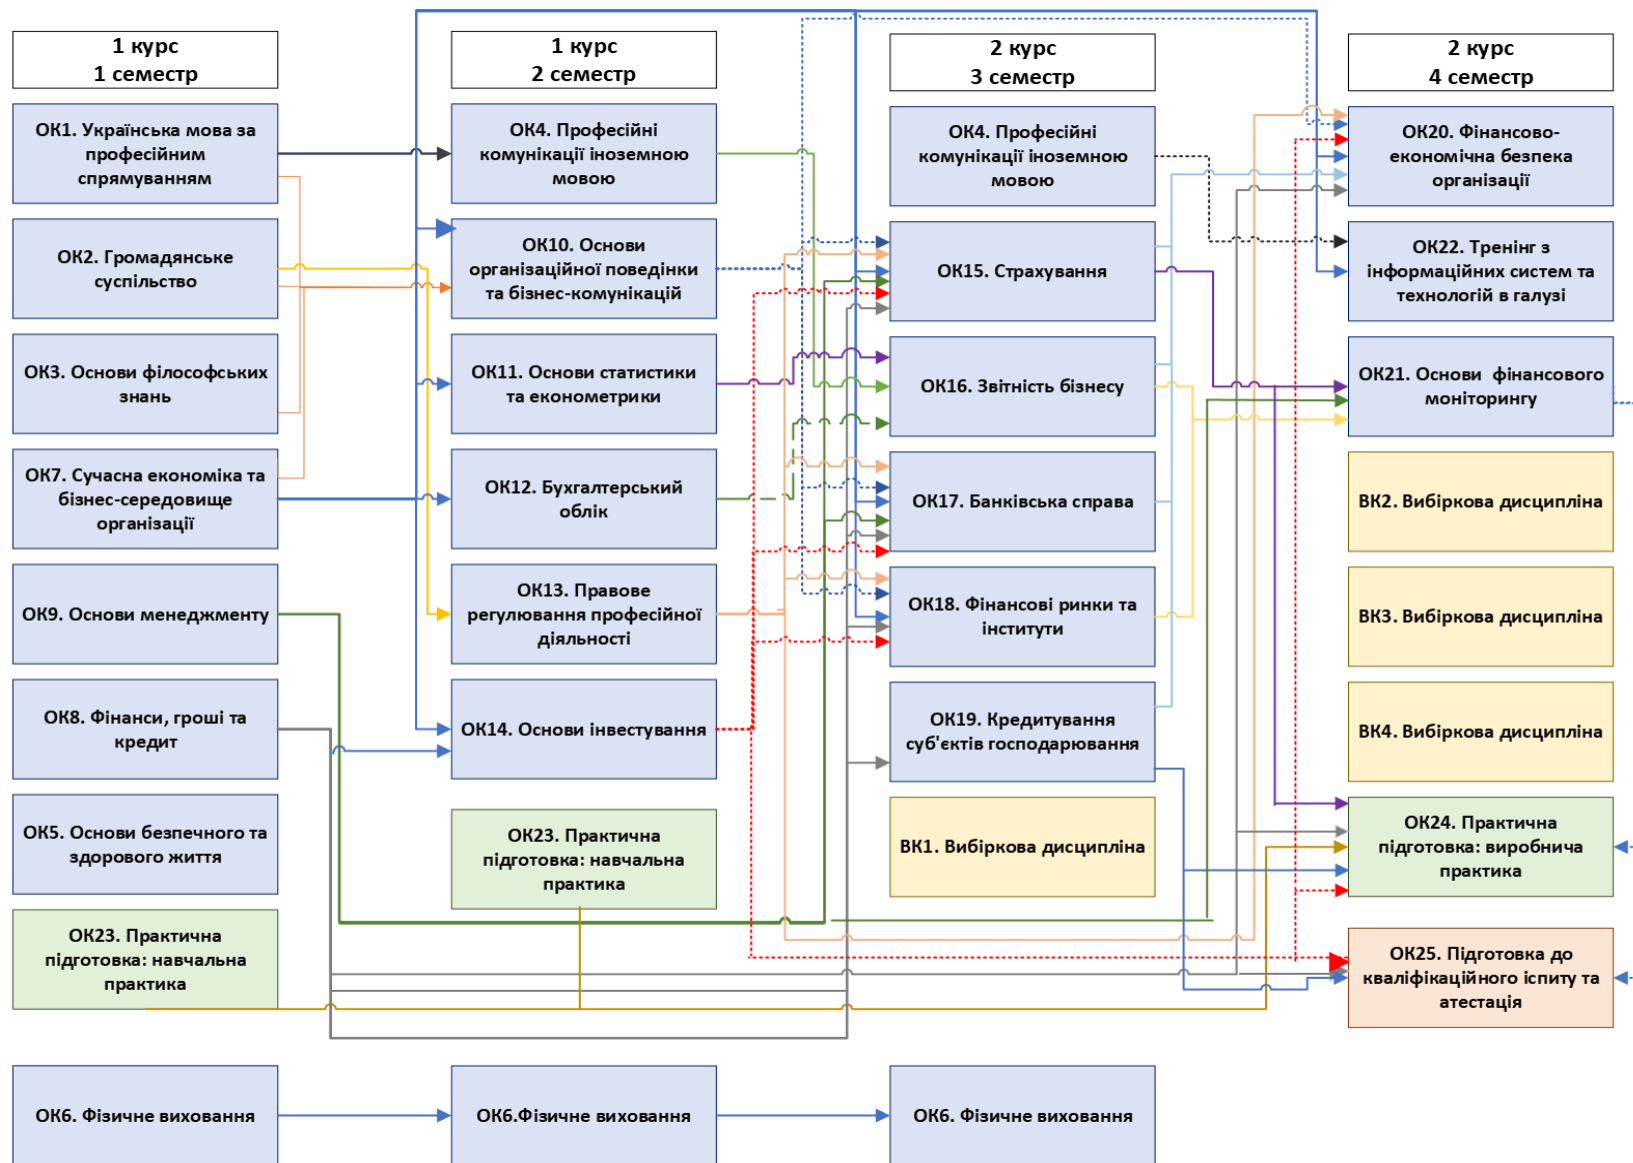 1 курс
1 семестр
ОК1. Українська мова за
професійним
спрямуванням
ОК2. Громадянське
суспільство
ОК3. Основи філософських
знань
ОК7. Сучасна економіка та
бізнес-середовище
організації
ОК9. Основи менеджменту
ОК8. Фінанси, гроші та
кредит
ОК5. Основи безпечного та
здорового життя
ОК23. Практична
підготовка: навчальна
практика
ОК6. Фізичне виховання
1 курс
2 семестр
ОК4. Професійні
комунікації іноземною
мовою
ОК10. Основи
організаційної поведінки
та бізнес-комунікацій
ОК11. Основи статистики
та економетрики
ОК12. Бухгалтерський
облік
ОК13. Правове
регулювання професійної
діяльності
ОК14. Основи інвестування
ОК23. Практична
підготовка: навчальна
практика
ОК6.Фізичне виховання
2 курс
3 семестр
ОК4. Професійні
комунікації іноземною
мовою
ОК15. Страхування
ОК16. Звітність бізнесу
ОК17. Банківська справа
ОК18. Фінансові ринки та
інститути
ОК19. Кредитування
суб'єктів господарювання
ВК1. Вибіркова дисципліна
ОК6. Фізичне виховання
2 курс
4 семестр
ОК20. Фінансово-
економічна безпека
організації
ОК22. Тренінг з
інформаційних систем та
технологій в галузі
ОК21. Основи фінансового
моніторингу
ВК2. Вибіркова дисципліна
ВК3. Вибіркова дисципліна
ВК4. Вибіркова дисципліна
ОК24. Практична
підготовка: виробнича
практика
ОК25. Підготовка до
кваліфікаційного іспиту та
атестація